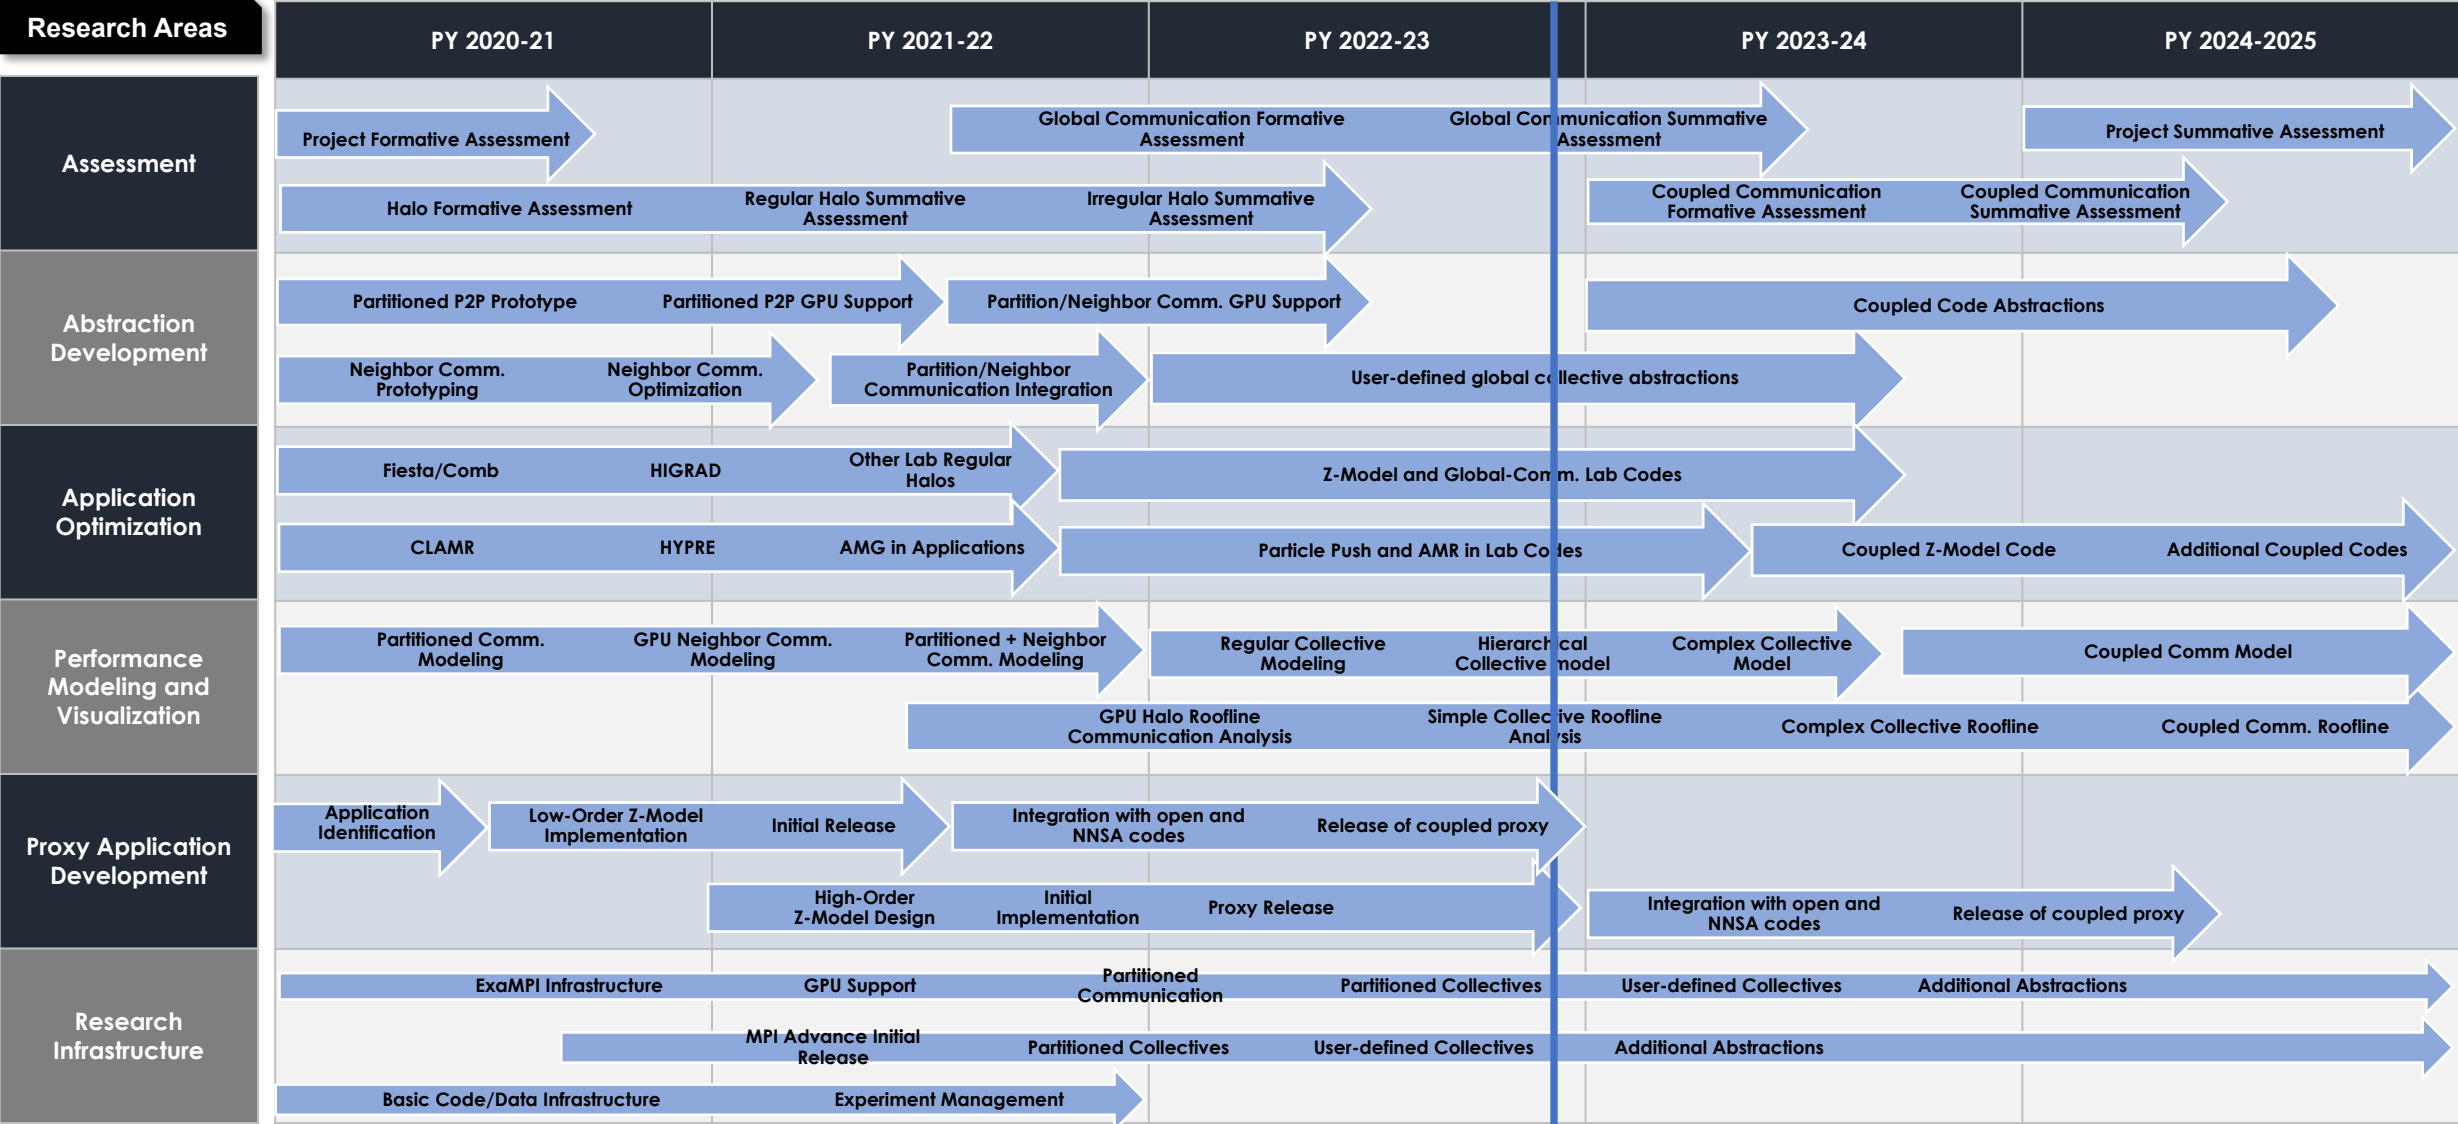 Research Areas
PY 2020-21
PY 2021-22
PY 2022-23
PY 2023-24
PY 2024-2025
Assessment
Project Formative Assessment
Global Communication Formative
Assessment
Global Communication Summative
Assessment
Project Summative Assessment
Halo Formative Assessment
Regular Halo Summative
Assessment
Irregular Halo Summative
Assessment
Coupled Communication
Formative Assessment
Coupled Communication
Summative Assessment
Abstraction
Development
Partitioned P2P Prototype
Partitioned P2P GPU Support
Partition/Neighbor Comm. GPU Support
Coupled Code Abstractions
Neighbor Comm.
Prototyping
Neighbor Comm.
Optimization
Partition/Neighbor
Communication Integration
User-defined global collective abstractions
Application
Optimization
Fiesta/Comb
HIGRAD
Other Lab Regular
Halos
Z-Model and Global-Comm. Lab Codes
CLAMR
HYPRE
AMG in Applications
Particle Push and AMR in Lab Codes
Coupled Z-Model Code
Additional Coupled Codes
Performance
Modeling and
Visualization
Partitioned Comm.
Modeling
GPU Neighbor Comm.
Modeling
Partitioned + Neighbor
Comm. Modeling
Regular Collective
Modeling
Hierarchical
Collective model
Complex Collective
Model
Coupled Comm Model
GPU Halo Roofline
Communication Analysis
Simple Collective Roofline
Analysis
Complex Collective Roofline
Coupled Comm. Roofline
Proxy Application
Development
Application
Identification
Low-Order Z-Model
Implementation
Initial Release
Integration with open and
NNSA codes
Release of coupled proxy
High-Order
Z-Model Design
Initial
Implementation
Proxy Release
Integration with open and
NNSA codes
Release of coupled proxy
Research
Infrastructure
ExaMPI Infrastructure
GPU Support
Partitioned
Communication
Partitioned Collectives
User-defined Collectives
Additional Abstractions
MPI Advance Initial
Release
Partitioned Collectives
User-defined Collectives
Additional Abstractions
Basic Code/Data Infrastructure
Experiment Management